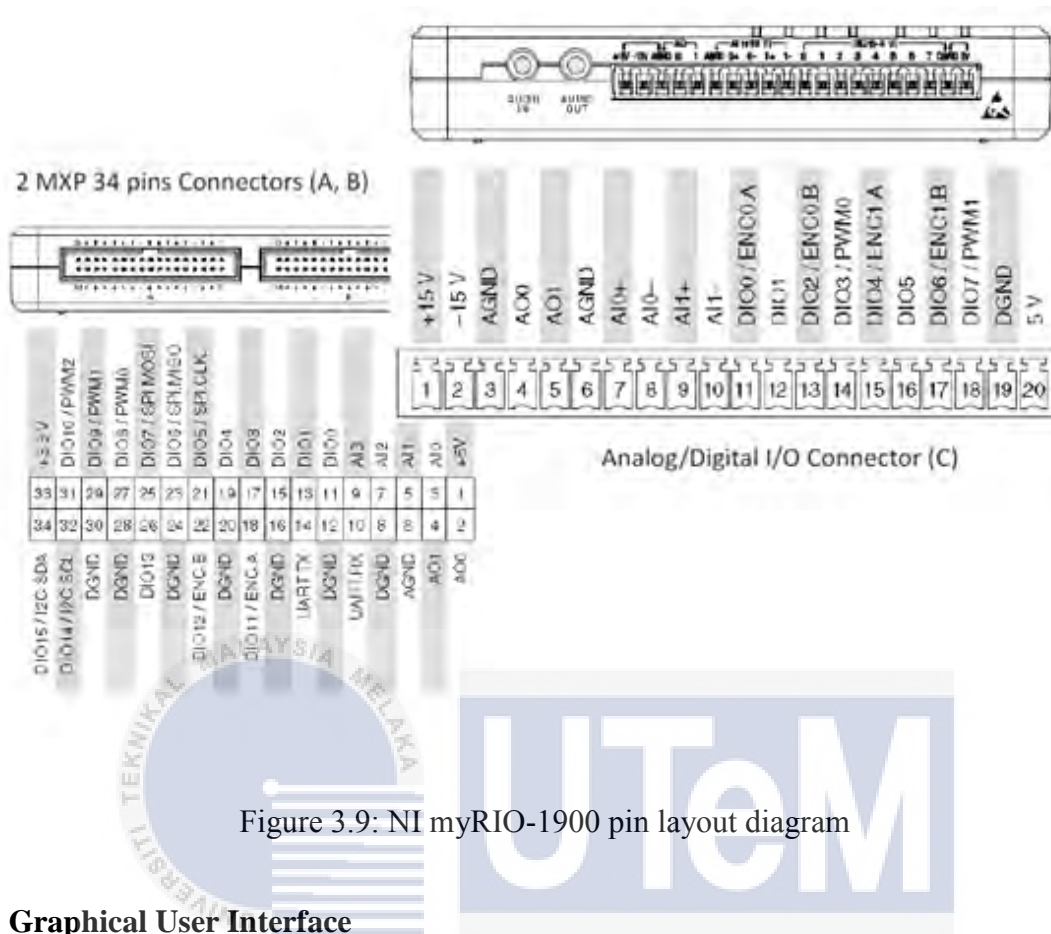 2 MXP 34 pins Connectors (A, B)
AUDIO IN
AUDIO OUT
+15 V
−15 V
AGND
AO0
AO1
AGND
AI0+
AI0−
AI1+
AI1−
DIO0 / ENC0.A
DIO1
DIO2 / ENC0.B
DIO3 / PWM0
DIO4 / ENC1.A
DIO5
DIO6 / ENC1.B
DIO7 / PWM1
DGND
5 V
1 2 3 4 5 6 7 8 9 10 11 12 13 14 15 16 17 18 19 20
Analog/Digital I/O Connector (C)
+3.3 V
DIO10 / PWM2
DIO9 / PWM1
DIO8 / PWM0
DIO7 / SPI.MOSI
DIO6 / SPI.MISO
DIO5 / SPI.CLK
DIO4
DIO3
DIO2
DIO1
DIO0
AI3
AI2
AI1
AI0
+5V
33 31 29 27 25 23 21 19 17 15 13 11 9 7 5 3 1
34 32 30 28 26 24 22 20 18 16 14 12 10 8 6 4 2
DIO15 / I2C.SDA
DIO14 / I2C.SCL
DGND
DGND
DIO13
DGND
DIO12 / ENC.B
DGND
DIO11 / ENC.A
DGND
UART.TX
DGND
UART.RX
DGND
AGND
AO1
AO0
UNIVERSITI TEKNIKAL MALAYSIA MELAKA
UTeM
Figure 3.9: NI myRIO-1900 pin layout diagram
Graphical User Interface